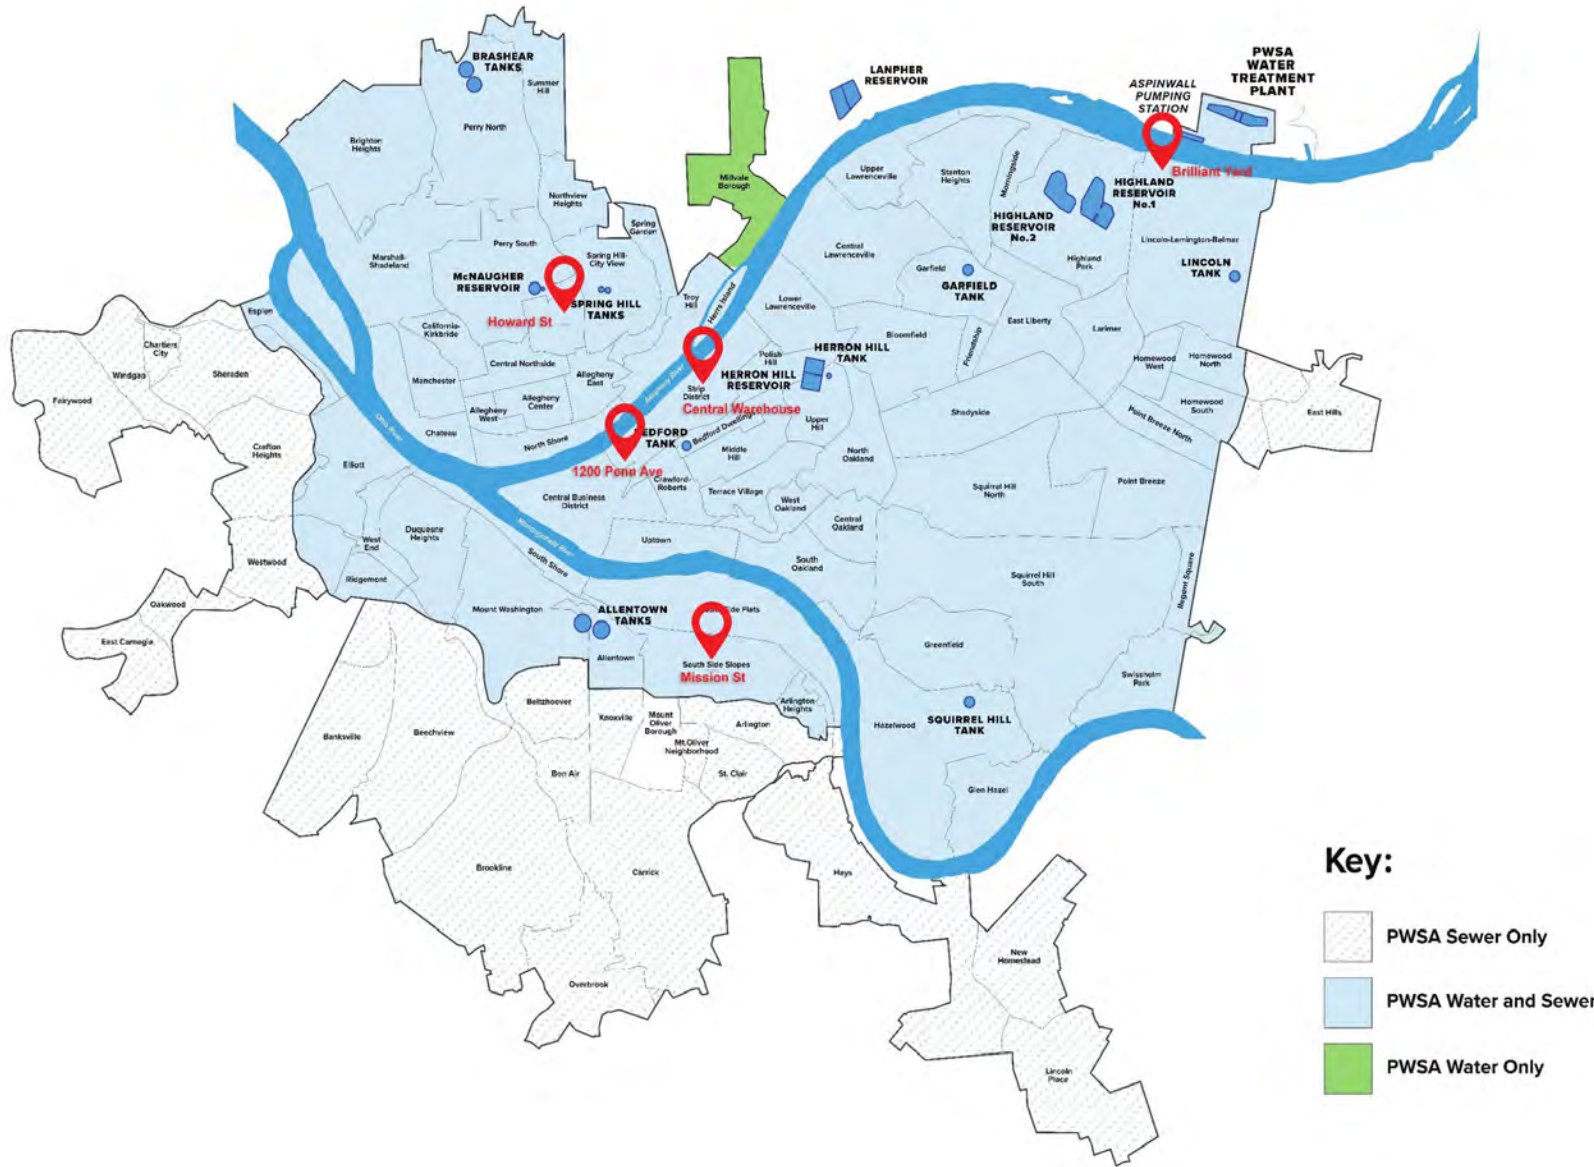 BRASHEAR
TANKS
Summer
Hill
Perry North
Brighton
Heights
LANPHER
RESERVOIR
PWSA
WATER
TREATMENT
PLANT
ASPINWALL
PUMPING
STATION
Brilliant Yard
Millvale
Borough
Upper
Lawrenceville
Stanton
Heights
Morningside
HIGHLAND
RESERVOIR
No.1
HIGHLAND
RESERVOIR
No.2
Northview
Heights
Spring
Garden
Perry South
Spring Hill-
City View
Marshall-
Shadeland
McNAUGHER
RESERVOIR
SPRING HILL
TANKS
Howard St
Troy
Hill
Herrs Island
Central
Lawrenceville
Garfield
GARFIELD
TANK
Highland
Park
Lincoln-Lemington-Belmar
LINCOLN
TANK
Esplen
Chartiers
City
Windgap
Sheraden
Fairywood
California-
Kirkbride
Central Northside
Manchester
Allegheny
East
Allegheny
Center
Allegheny
West
Chateau
North Shore
Allegheny River
Lower
Lawrenceville
Polish
Hill
HERRON HILL
TANK
HERRON HILL
RESERVOIR
Strip
District
Central Warehouse
Bloomfield
Friendship
East Liberty
Larimer
Homewood
West
Homewood
North
Homewood
South
East Hills
Point Breeze North
Shadyside
Crafton
Heights
Elliott
Ohio River
BEDFORD
TANK
Bedford Dwellings
1200 Penn Ave
Upper
Hill
Middle
Hill
North
Oakland
Crawford-
Roberts
Terrace Village
West
Oakland
Central Business
District
Central
Oakland
Squirrel Hill
North
Point Breeze
Duquesne
Heights
West
End
Monongahela River
South Shore
Uptown
South
Oakland
Squirrel Hill
South
Regent Square
Westwood
Ridgemont
Oakwood
East Carnegie
Mount Washington
ALLENTOWN
TANKS
Allentown
South Side Flats
South Side Slopes
Mission St
Greenfield
Swisshelm
Park
Arlington
Heights
Hazelwood
SQUIRREL HILL
TANK
Glen Hazel
Beltzhoover
Knoxville
Mount
Oliver
Borough
Arlington
Mt.Oliver
Neighborhood
St. Clair
Banksville
Beechview
Bon Air
Brookline
Carrick
Overbrook
Hays
New
Homestead
Lincoln
Place
Key:
PWSA Sewer Only
PWSA Water and Sewer
PWSA Water Only